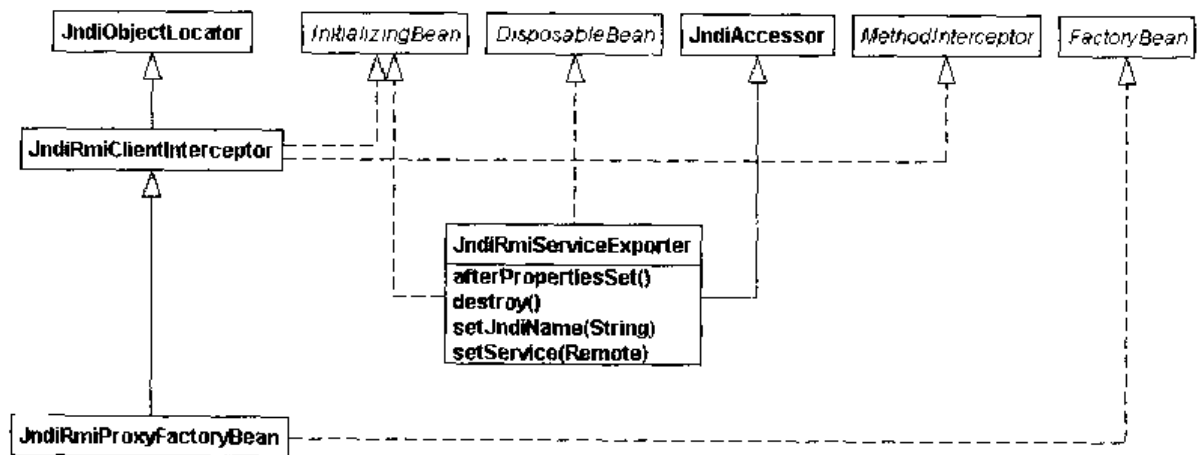 JndiObjectLocator
InitializingBean
DisposableBean
JndiAccessor
MethodInterceptor
FactoryBean
JndiRmiClientInterceptor
JndiRmiServiceExporter
afterPropertiesSet()
destroy()
setJndiName(String)
setService(Remote)
JndiRmiProxyFactoryBean